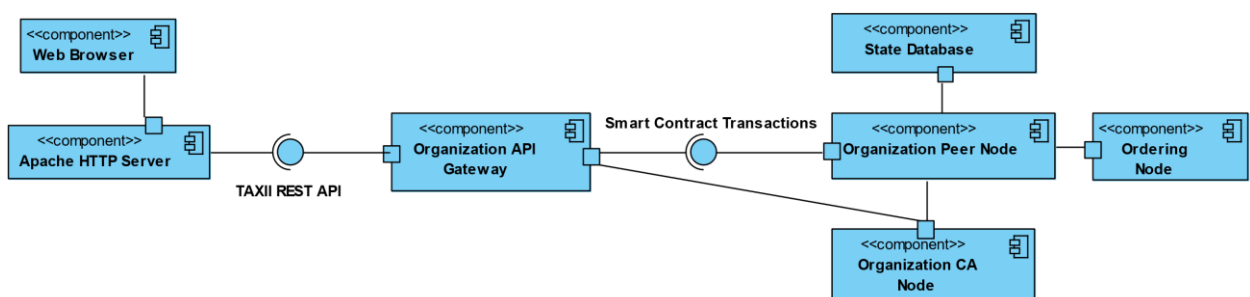 <<component>>
Web Browser
<<component>>
Apache HTTP Server
TAXII REST API
<<component>>
Organization API
Gateway
Smart Contract Transactions
<<component>>
State Database
<<component>>
Organization Peer Node
<<component>>
Ordering
Node
<<component>>
Organization CA
Node